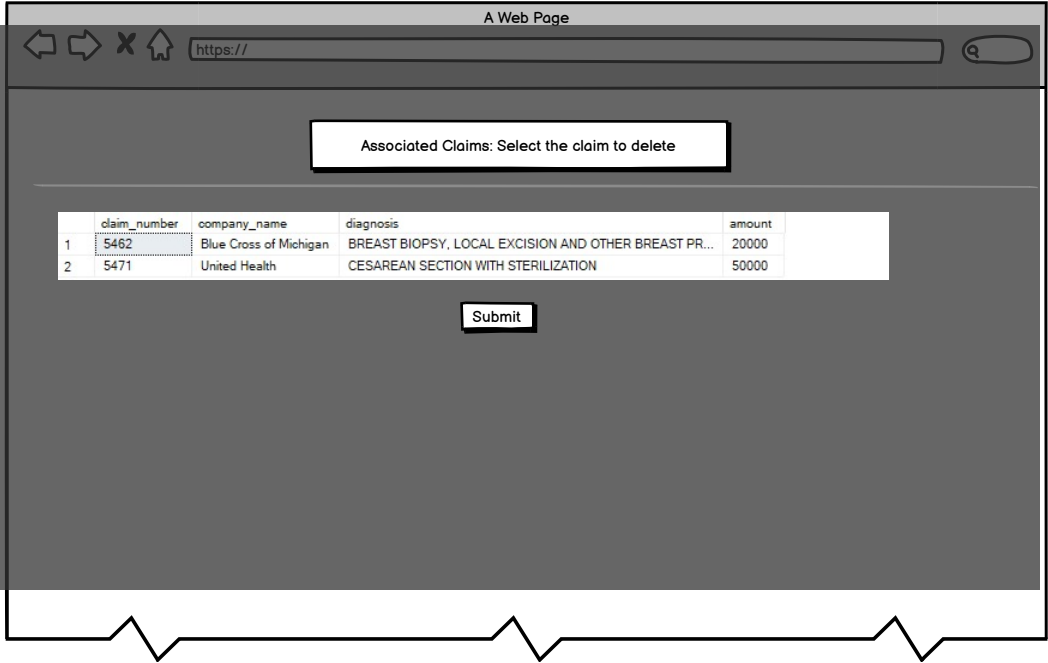 A Web Page
https://
Associated Claims: Select the claim to delete
claim_number company_name diagnosis amount
1 5462 Blue Cross of Michigan BREAST BIOPSY, LOCAL EXCISION AND OTHER BREAST PR... 20000
2 5471 United Health CESAREAN SECTION WITH STERILIZATION 50000
Submit